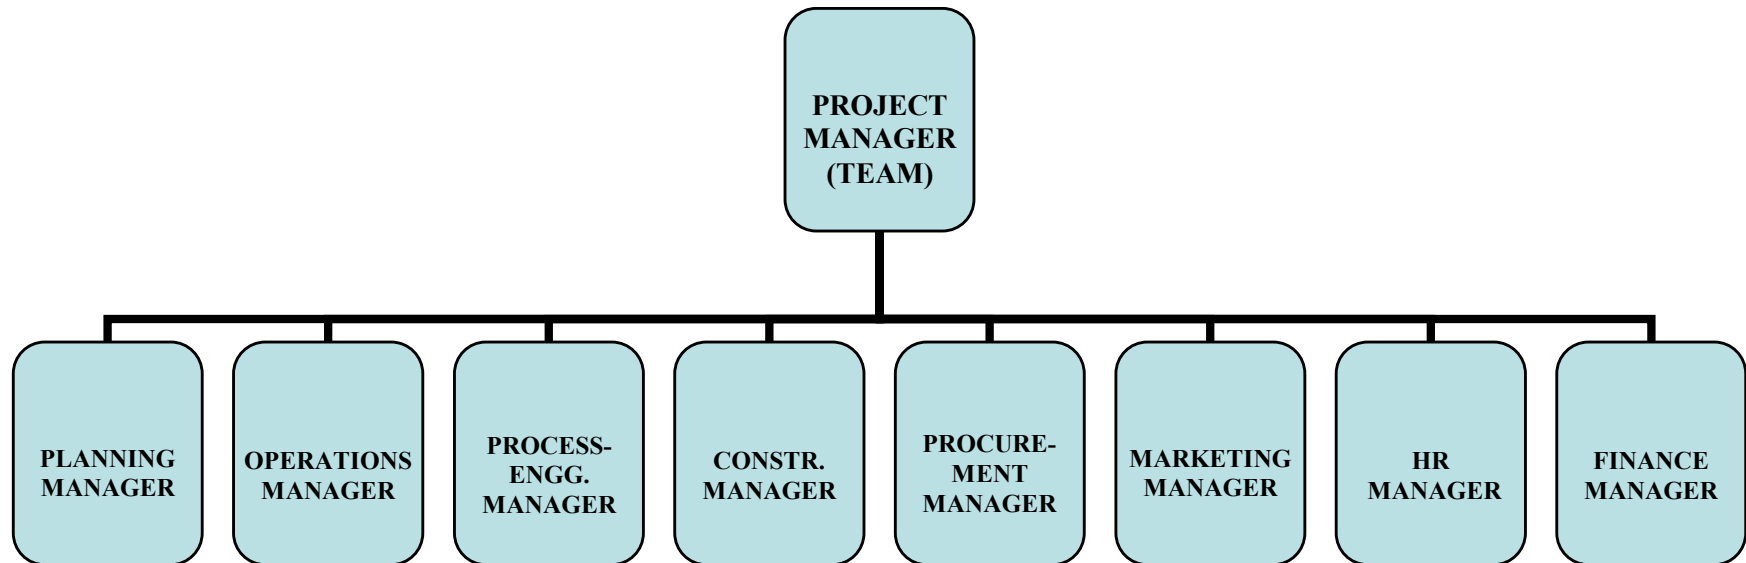 PROJECT
MANAGER
(TEAM)
PLANNING
MANAGER
OPERATIONS
MANAGER
PROCESS-
ENGG.
MANAGER
CONSTR.
MANAGER
PROCURE-
MENT
MANAGER
MARKETING
MANAGER
HR
MANAGER
FINANCE
MANAGER